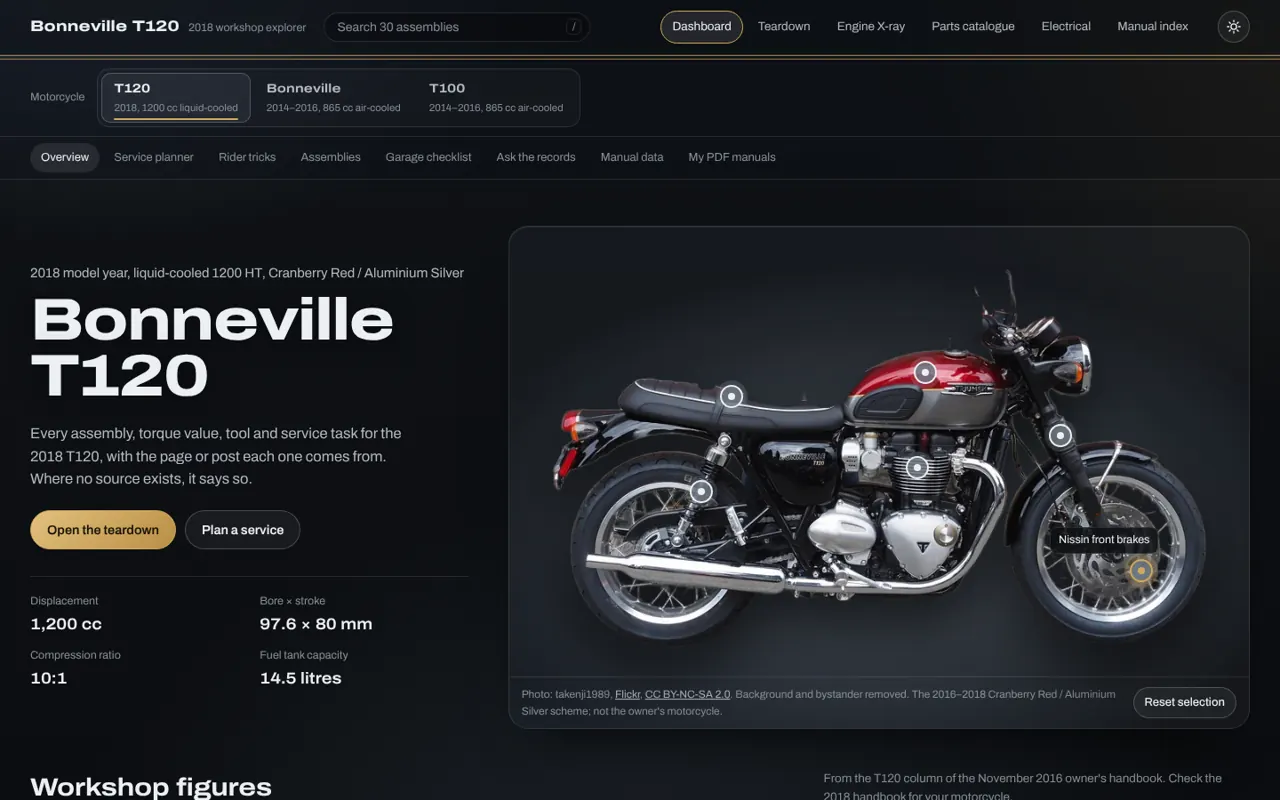 Bonneville T120 2018 workshop explorer
Search 30 assemblies /
Dashboard Teardown Engine X-ray Parts catalogue Electrical Manual index
Motorcycle
T120
2018, 1200 cc liquid-cooled
Bonneville
2014–2016, 865 cc air-cooled
T100
2014–2016, 865 cc air-cooled
Overview Service planner Rider tricks Assemblies Garage checklist Ask the records Manual data My PDF manuals
2018 model year, liquid-cooled 1200 HT, Cranberry Red / Aluminium Silver
Bonneville
T120
Every assembly, torque value, tool and service task for the
2018 T120, with the page or post each one comes from.
Where no source exists, it says so.
Open the teardown Plan a service
Displacement
1,200 cc
Bore × stroke
97.6 × 80 mm
Compression ratio
10:1
Fuel tank capacity
14.5 litres
TRIUMPH
BONNEVILLE
T120
Nissin front brakes
Photo: takenji1989, Flickr, CC BY-NC-SA 2.0. Background and bystander removed. The 2016–2018 Cranberry Red / Aluminium
Silver scheme; not the owner's motorcycle.
Reset selection
Workshop figures
From the T120 column of the November 2016 owner's handbook. Check the
2018 handbook for your motorcycle.